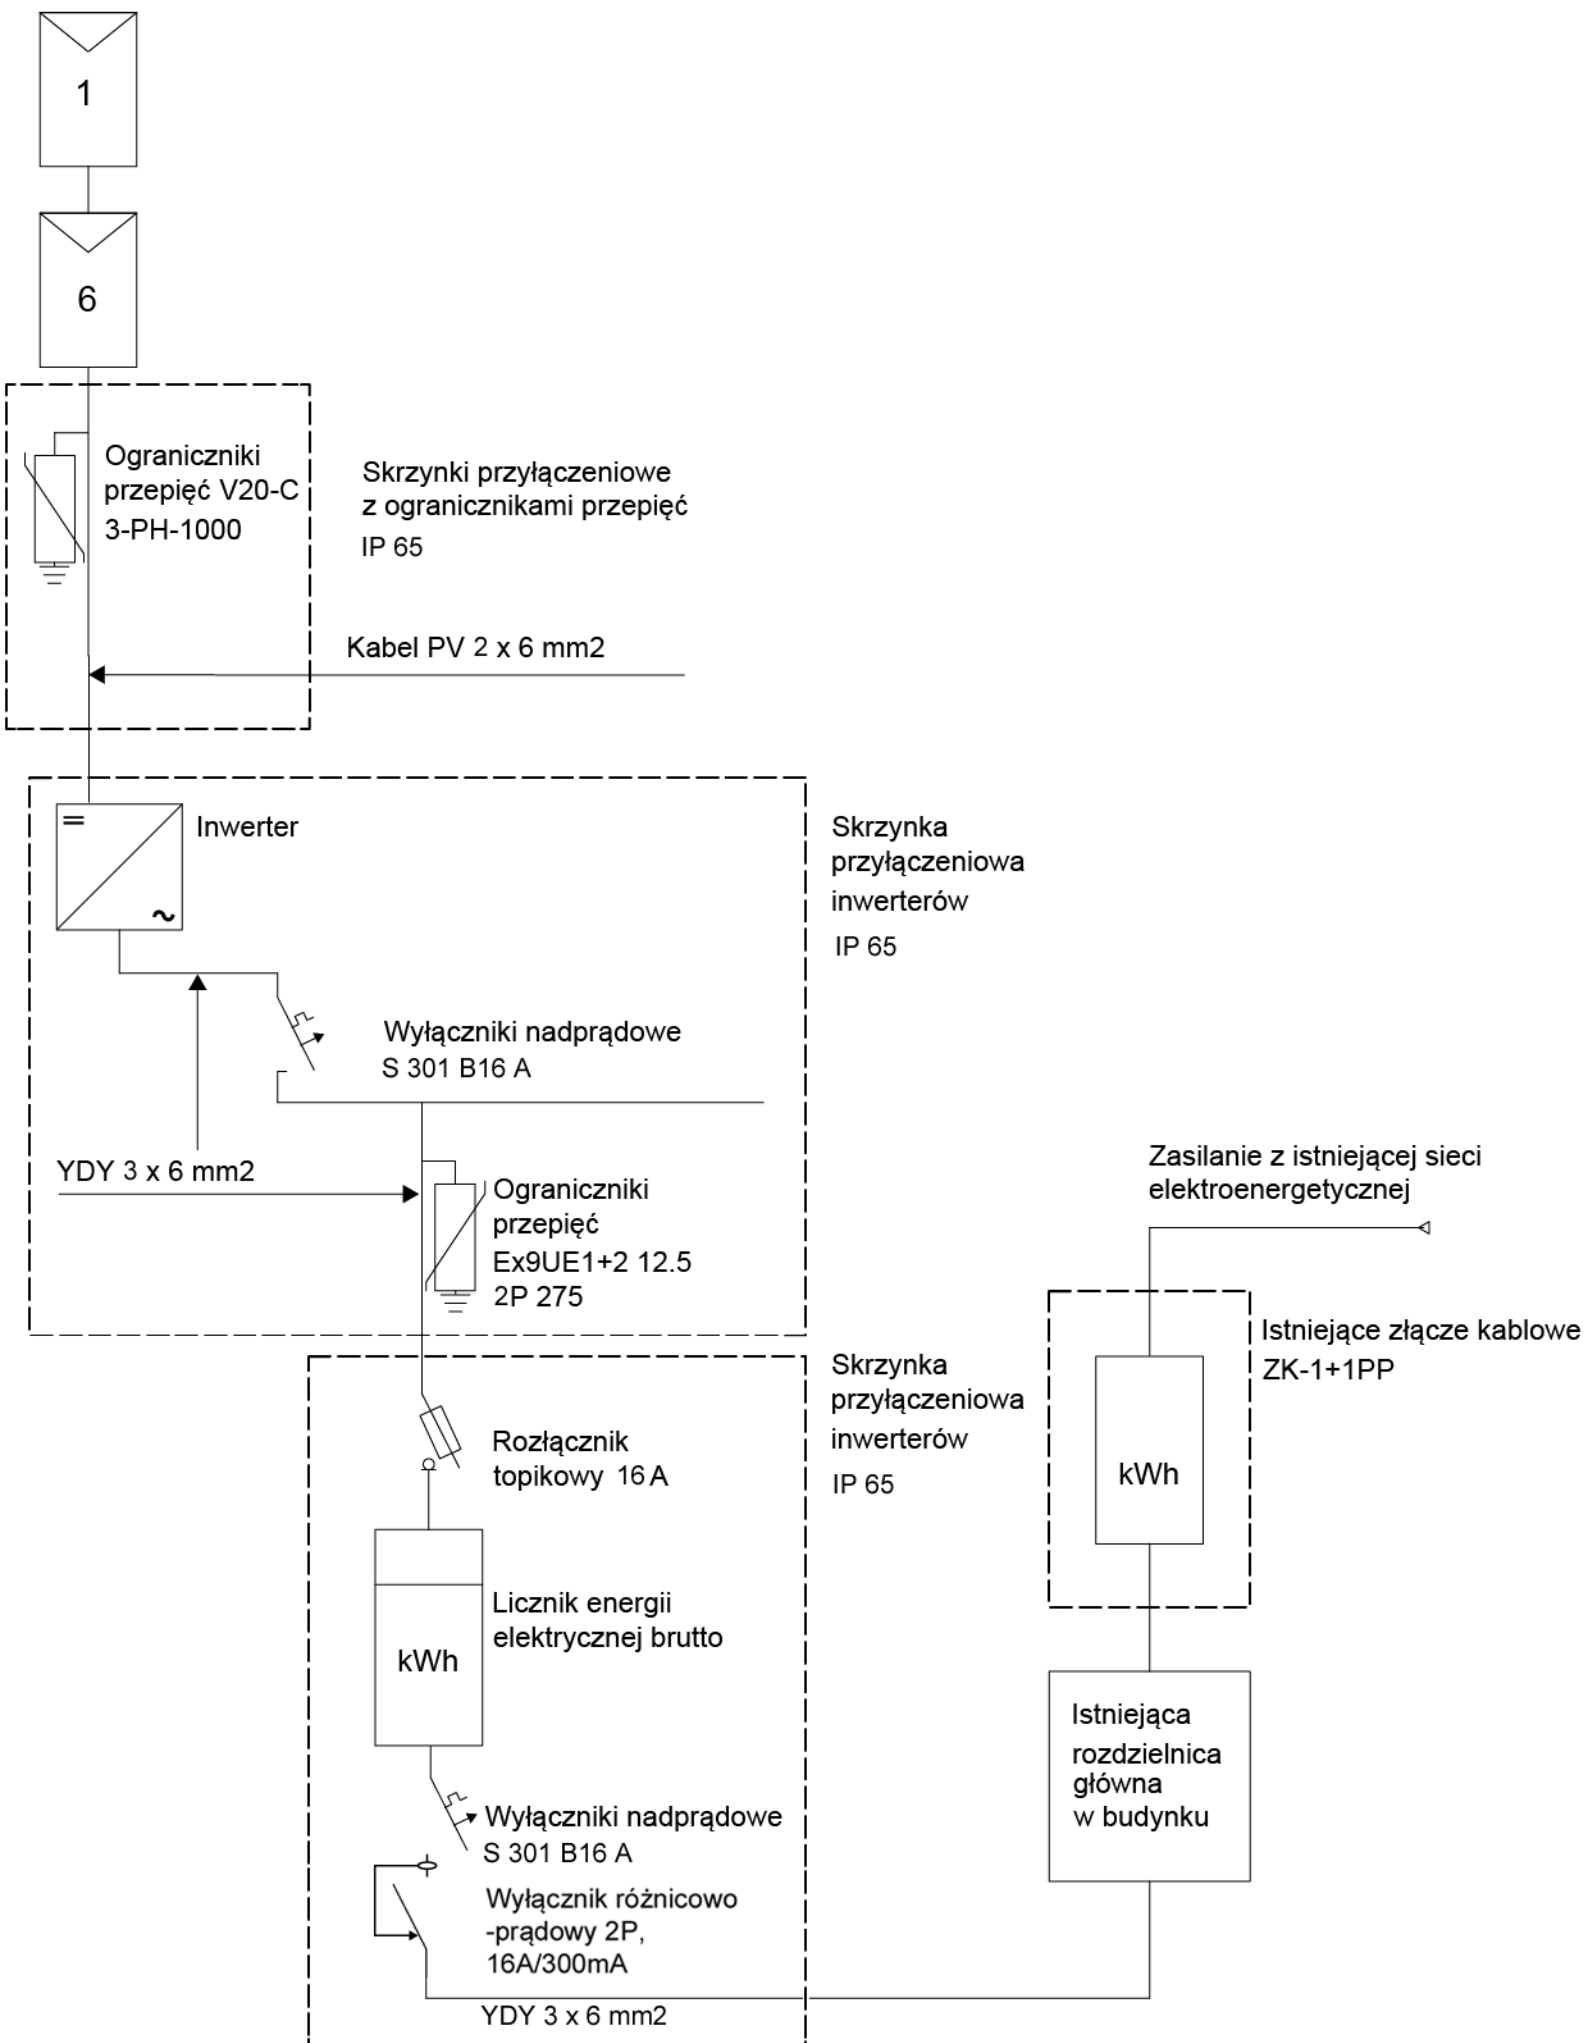 1
6
Ograniczniki
przepięć V20-C
3-PH-1000
Skrzynki przyłączeniowe
z ogranicznikami przepięć
IP 65
Kabel PV 2 x 6 mm2
Inwerter
Skrzynka
przyłączeniowa
inwerterów
IP 65
Wyłączniki nadprądowe
S 301 B16 A
YDY 3 x 6 mm2
Ograniczniki
przepięć
Ex9UE1+2 12.5
2P 275
Zasilanie z istniejącej sieci
elektroenergetycznej
Istniejące złącze kablowe
ZK-1+1PP
kWh
Skrzynka
przyłączeniowa
inwerterów
IP 65
Rozłącznik
topikowy 16 A
Licznik energii
elektrycznej brutto
kWh
Istniejąca
rozdzielnica
główna
w budynku
Wyłączniki nadprądowe
S 301 B16 A
Wyłącznik różnicowo
-prądowy 2P,
16A/300mA
YDY 3 x 6 mm2